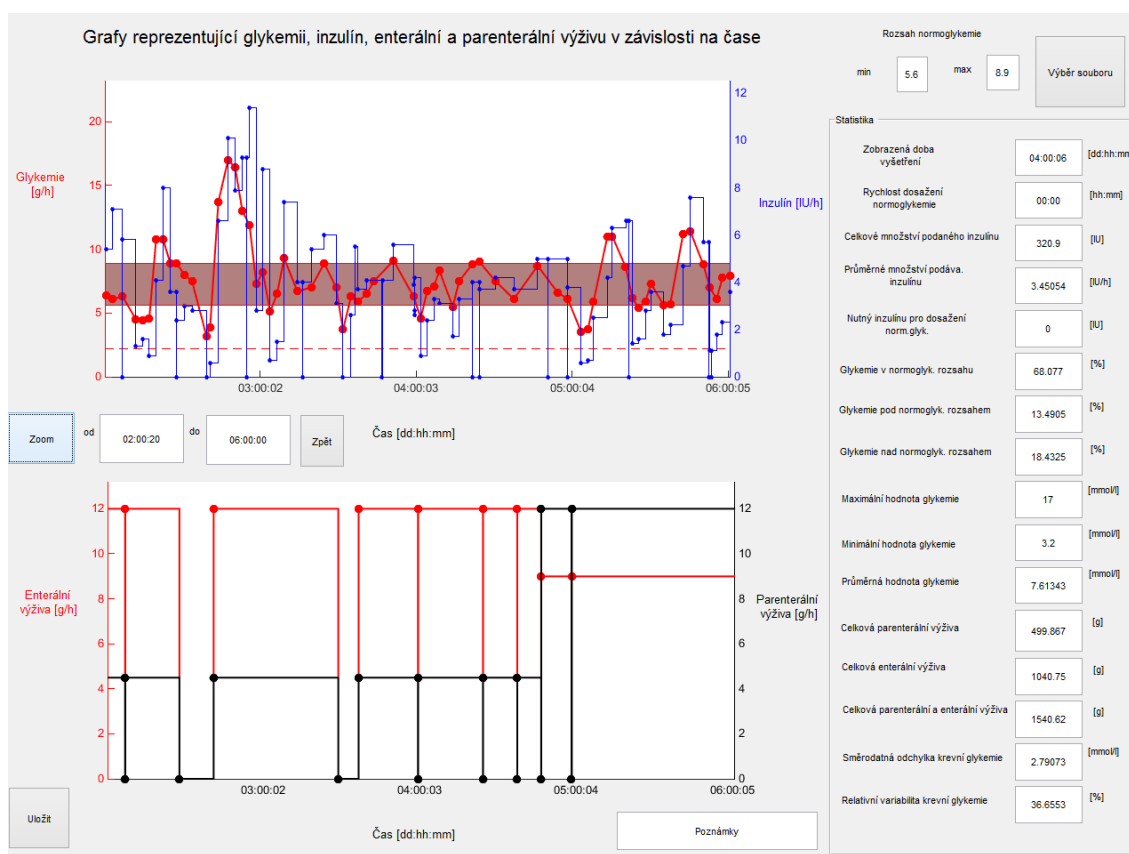 Grafy reprezentující glykemii, inzulín, enterální a parenterální výživu v závislosti na čase
Rozsah normoglykemie
min
5.6
max
8.9
Výběr souboru
Glykemie
[g/h]
20
15
10
5
0
12
10
8
6
4
2
0
Inzulín [IU/h]
03:00:02
04:00:03
05:00:04
06:00:05
Zoom
od
02:00:20
do
06:00:00
Zpět
Čas [dd:hh:mm]
Enterální
výživa [g/h]
12
10
8
6
4
2
0
12
10
8
6
4
2
0
Parenterální
výživa [g/h]
03:00:02
04:00:03
05:00:04
06:00:05
Uložit
Čas [dd:hh:mm]
Poznámky
Statistika
Zobrazená doba
vyšetření
04:00:06
[dd:hh:mm
Rychlost dosažení
normoglykemie
00:00
[hh:mm]
Celkové množství podaného inzulínu
320.9
[IU]
Průměrné množství podáva.
inzulínu
3.45054
[IU/h]
Nutný inzulínu pro dosažení
norm.glyk.
0
[IU]
Glykemie v normoglyk. rozsahu
68.077
[%]
Glykemie pod normoglyk. rozsahem
13.4905
[%]
Glykemie nad normoglyk. rozsahem
18.4325
[%]
Maximální hodnota glykemie
17
[mmol/l]
Minimální hodnota glykemie
3.2
[mmol/l]
Průměrná hodnota glykemie
7.61343
[mmol/l]
Celková parenterální výživa
499.867
[g]
Celková enterální výživa
1040.75
[g]
Celková parenterální a enterální výživa
1540.62
[g]
Směrodatná odchylka krevní glykemie
2.79073
[mmol/l]
Relativní variabilita krevní glykemie
36.6553
[%]